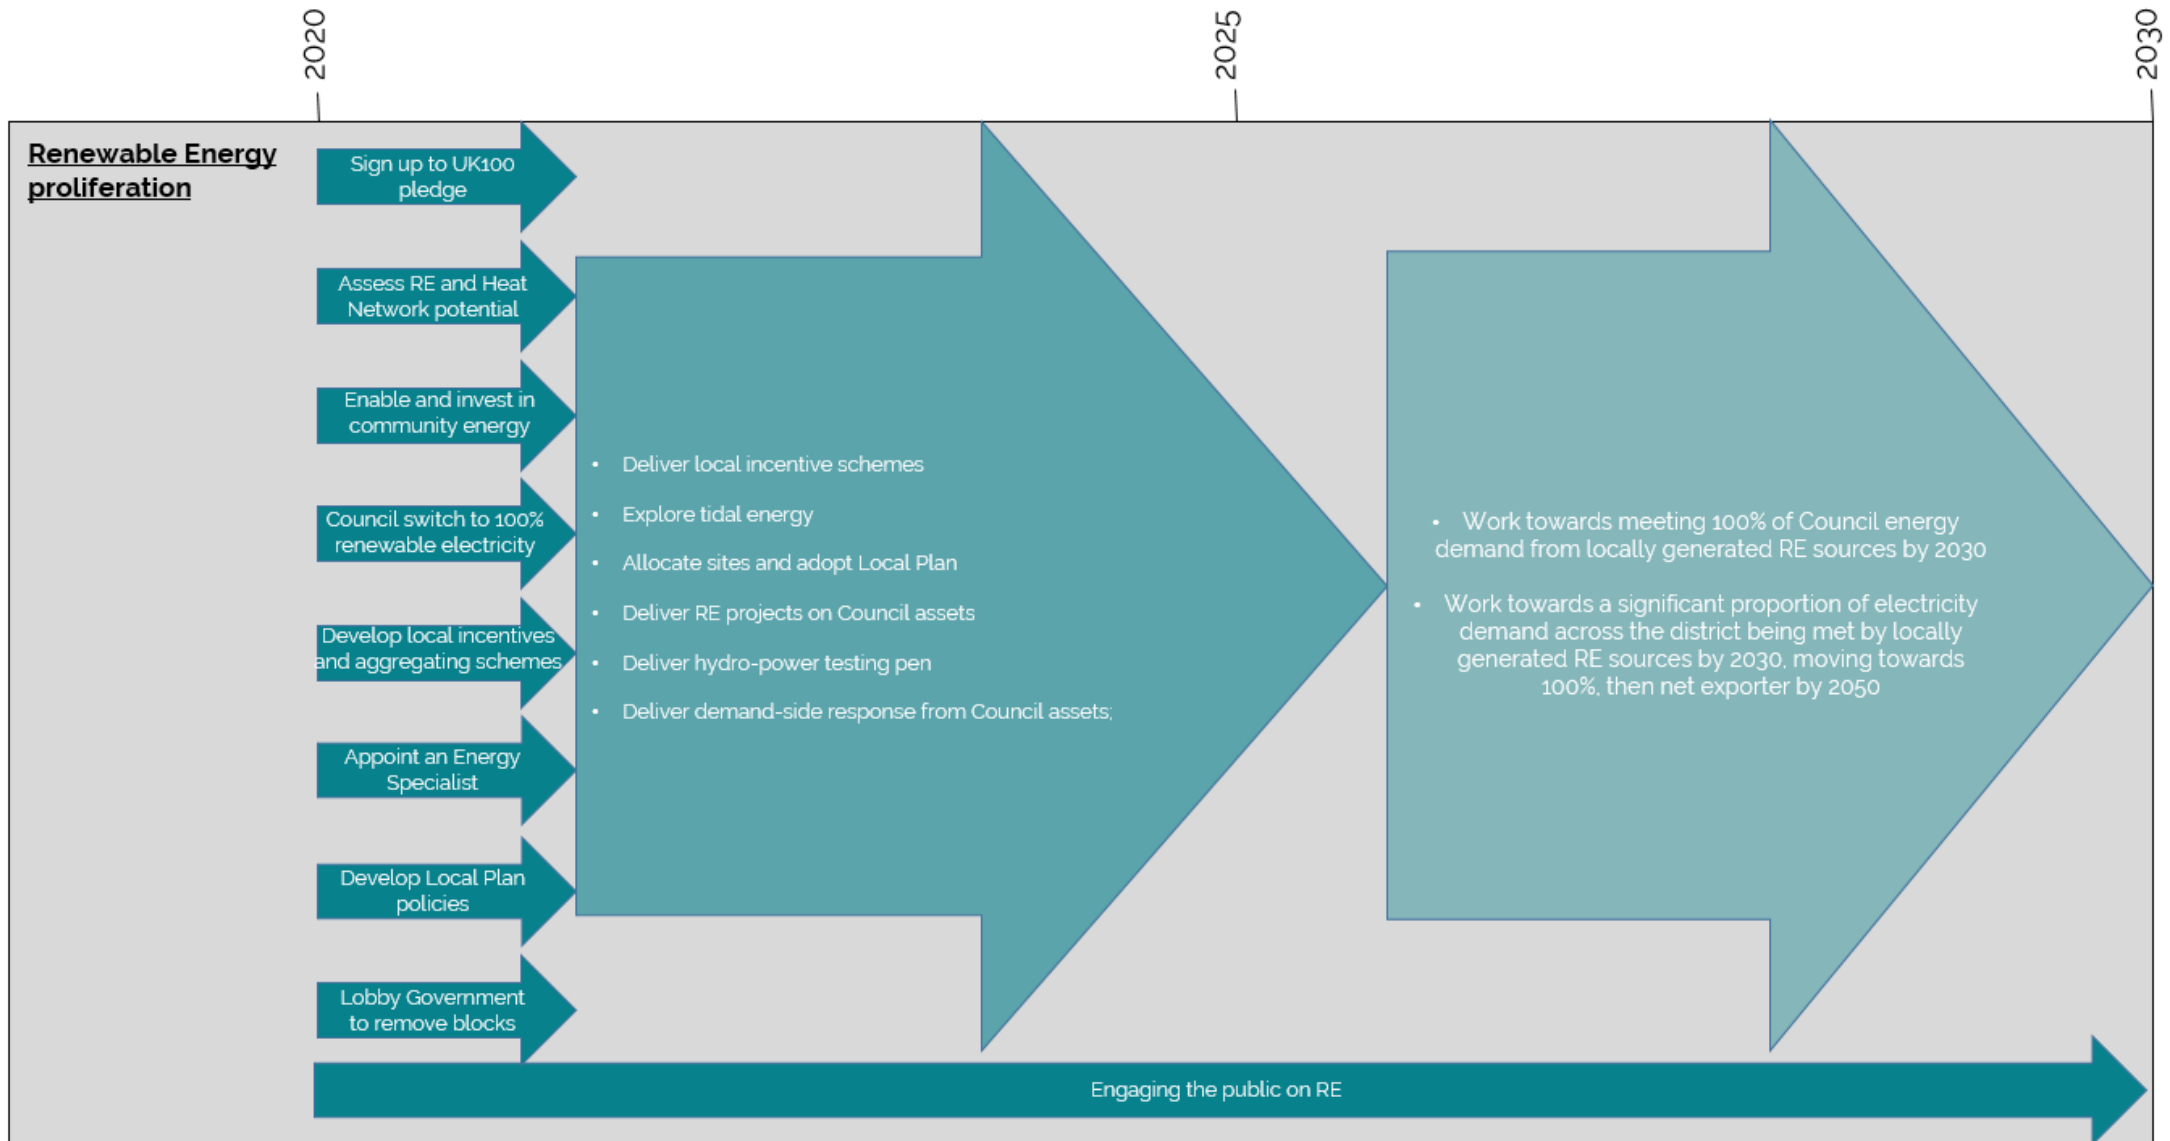 2020
2025
2030
Renewable Energy
proliferation
Sign up to UK100
pledge
Assess RE and Heat
Network potential
Enable and invest in
community energy
Council switch to 100%
renewable electricity
Develop local incentives
and aggregating schemes
Appoint an Energy
Specialist
Develop Local Plan
policies
Lobby Government
to remove blocks
• Deliver local incentive schemes
• Explore tidal energy
• Allocate sites and adopt Local Plan
• Deliver RE projects on Council assets
• Deliver hydro-power testing pen
• Deliver demand-side response from Council assets;
• Work towards meeting 100% of Council energy
demand from locally generated RE sources by 2030
• Work towards a significant proportion of electricity
demand across the district being met by locally
generated RE sources by 2030, moving towards
100%, then net exporter by 2050
Engaging the public on RE